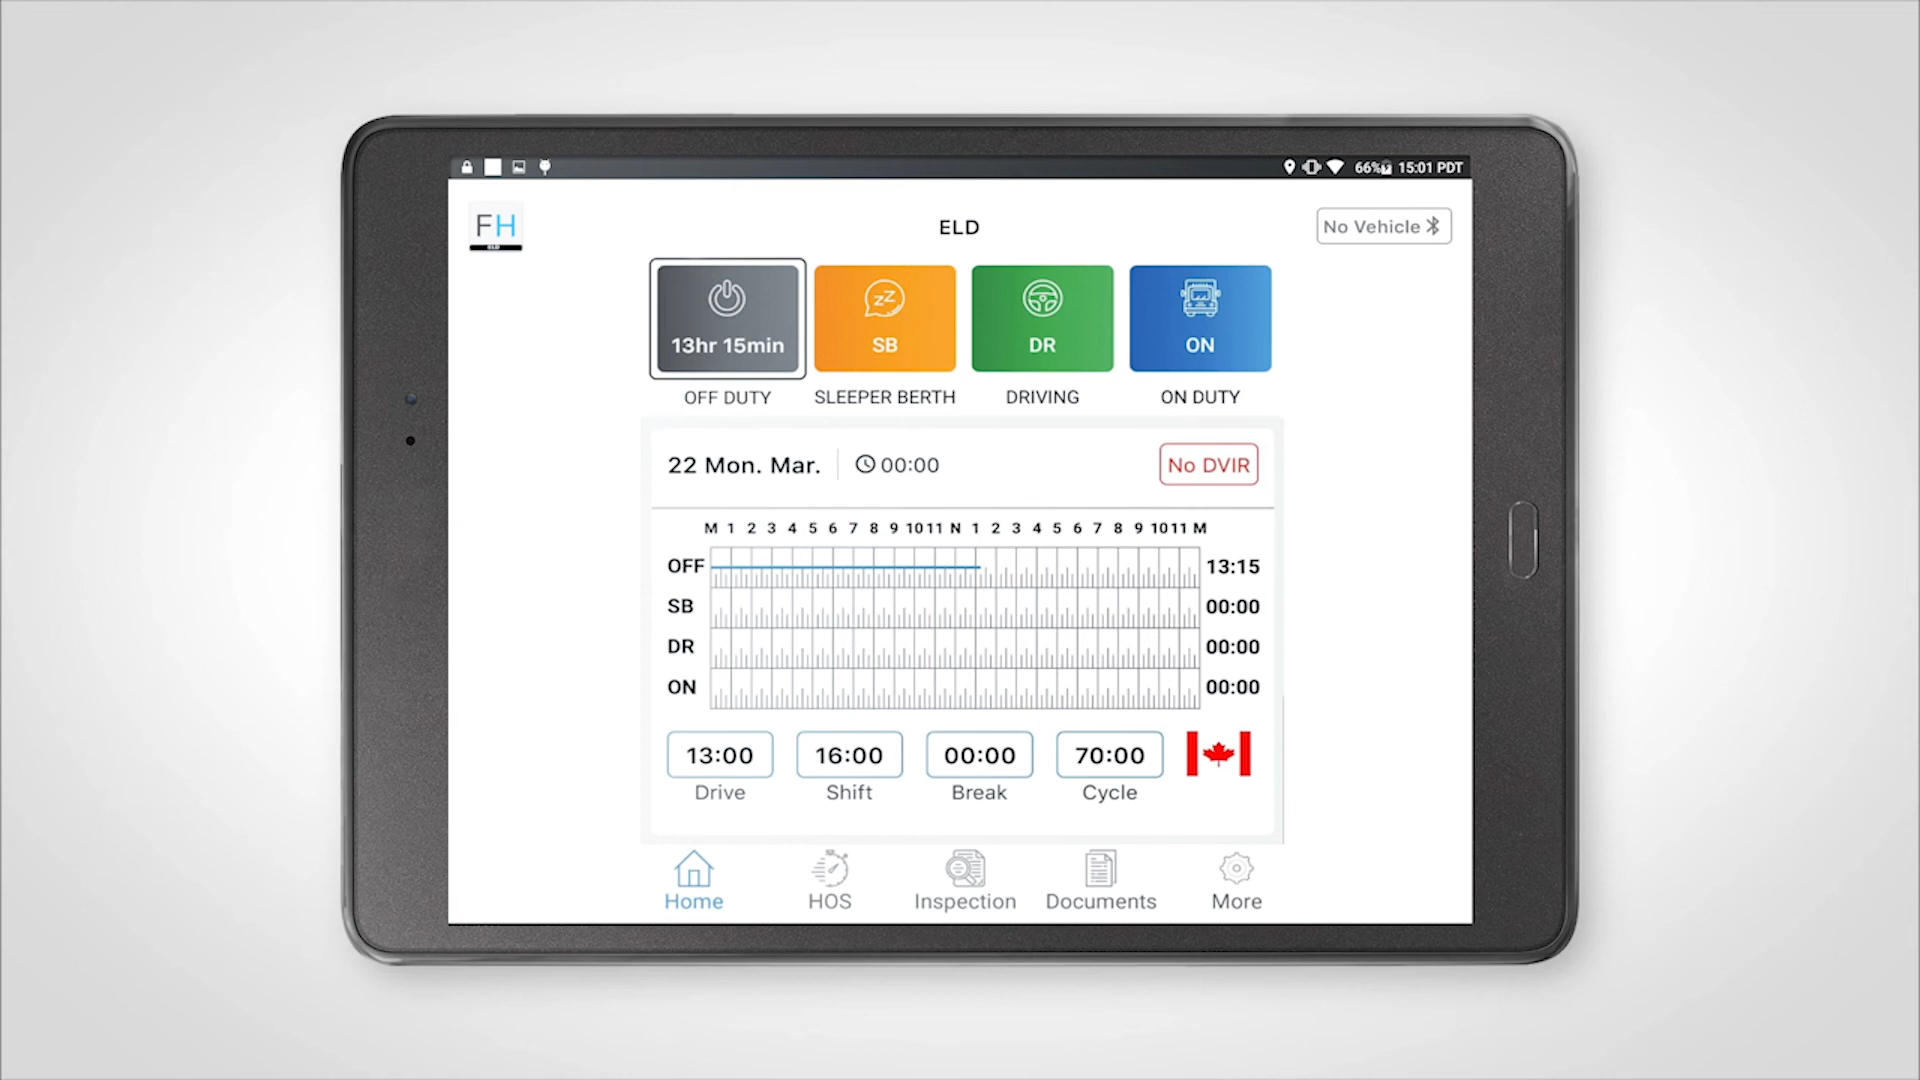 66% 15:01 PDT
FH
ELD
ELD
No Vehicle
zZ
13hr 15min
SB
DR
ON
OFF DUTY
SLEEPER BERTH
DRIVING
ON DUTY
22 Mon. Mar.
00:00
No DVIR
M 1 2 3 4 5 6 7 8 9 10 11 N 1 2 3 4 5 6 7 8 9 10 11 M
OFF 13:15
SB 00:00
DR 00:00
ON 00:00
13:00 16:00 00:00 70:00
Drive Shift Break Cycle
Home HOS Inspection Documents More